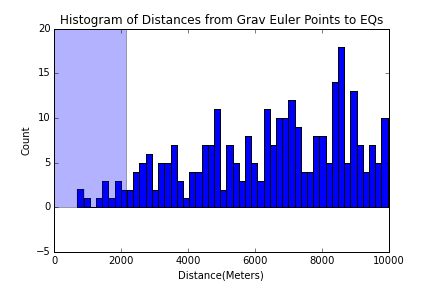 Histogram of Distances from Grav Euler Points to EQs
20
15
10
5
0
−5
Count
0 2000 4000 6000 8000 10000
Distance(Meters)